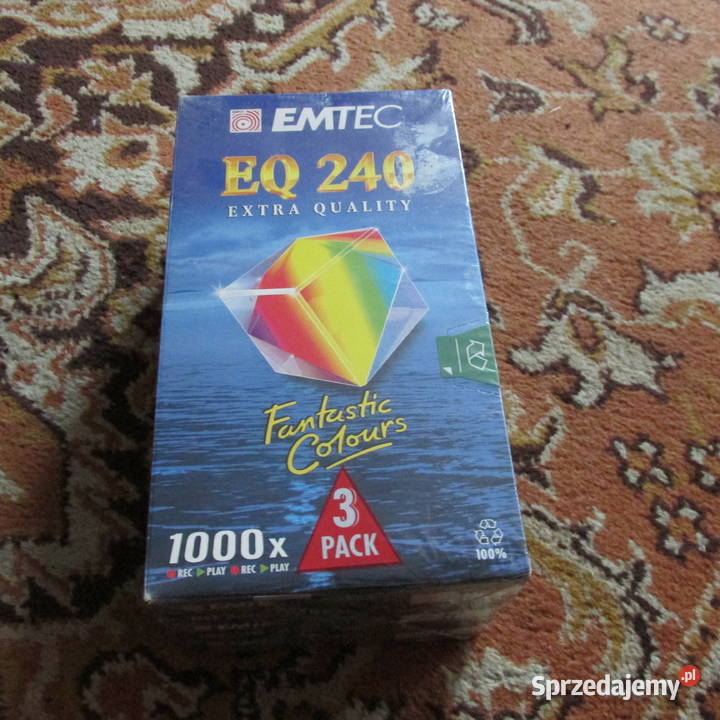 EMTEC
EQ 240
EXTRA QUALITY
Fantastic
Colours
3
PACK
1000x
REC PLAY REC PLAY
100%
Sprzedajemy.pl